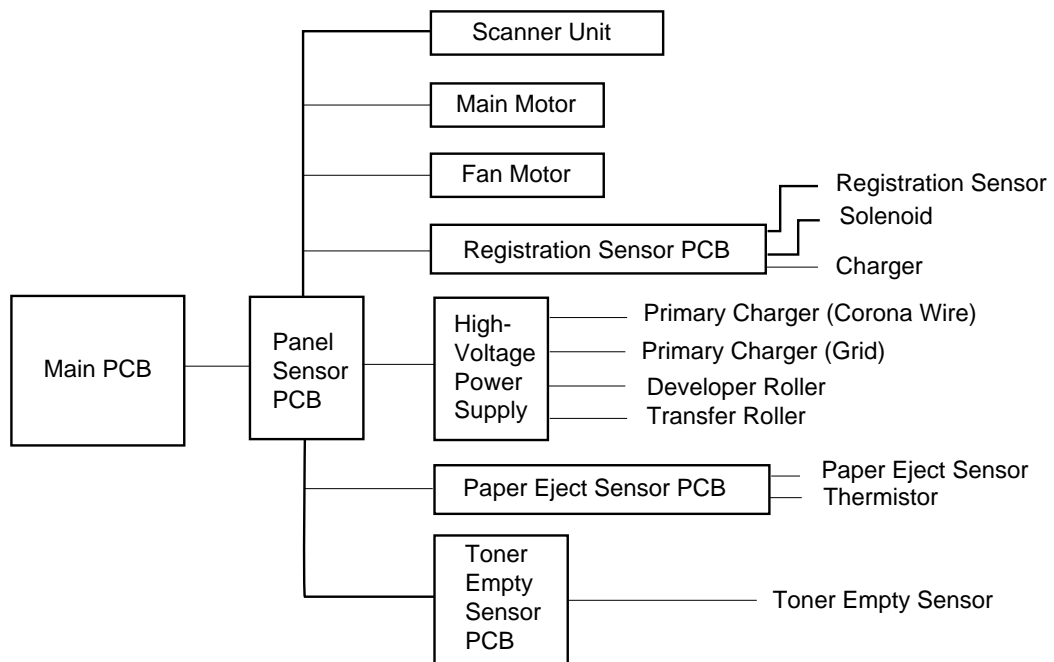 Scanner Unit
Main Motor
Fan Motor
Registration Sensor PCB
Registration Sensor
Solenoid
Charger
Main PCB
Panel
Sensor
PCB
High-
Voltage
Power
Supply
Primary Charger (Corona Wire)
Primary Charger (Grid)
Developer Roller
Transfer Roller
Paper Eject Sensor PCB
Paper Eject Sensor
Thermistor
Toner
Empty
Sensor
PCB
Toner Empty Sensor